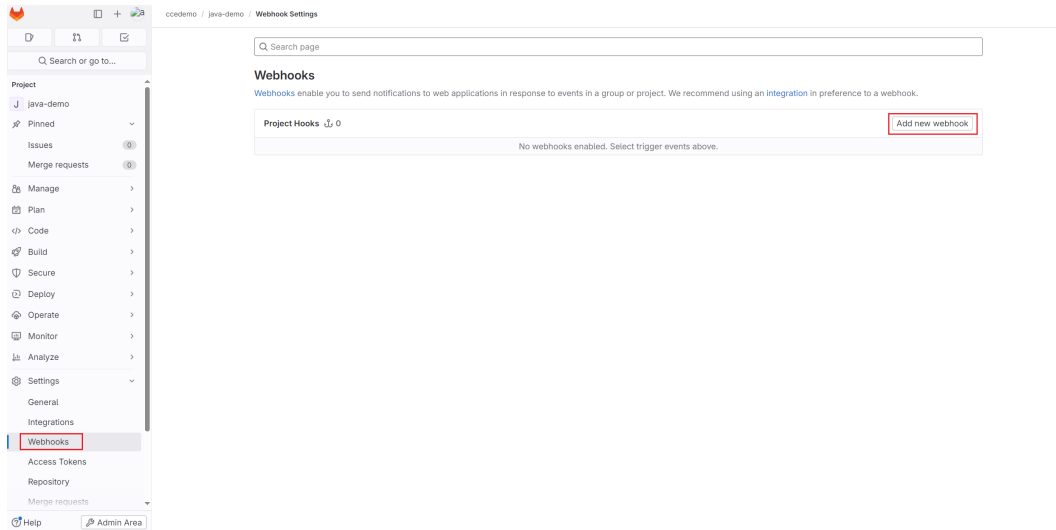 a
ccedemo / java-demo / Webhook Settings
Search or go to...
Project
J java-demo
Pinned
Issues 0
Merge requests 0
Manage
Plan
Code
Build
Secure
Deploy
Operate
Monitor
Analyze
Settings
General
Integrations
Webhooks
Access Tokens
Repository
Merge requests
Help
Admin Area
Search page
Webhooks
Webhooks enable you to send notifications to web applications in response to events in a group or project. We recommend using an integration in preference to a webhook.
Project Hooks 0
Add new webhook
No webhooks enabled. Select trigger events above.